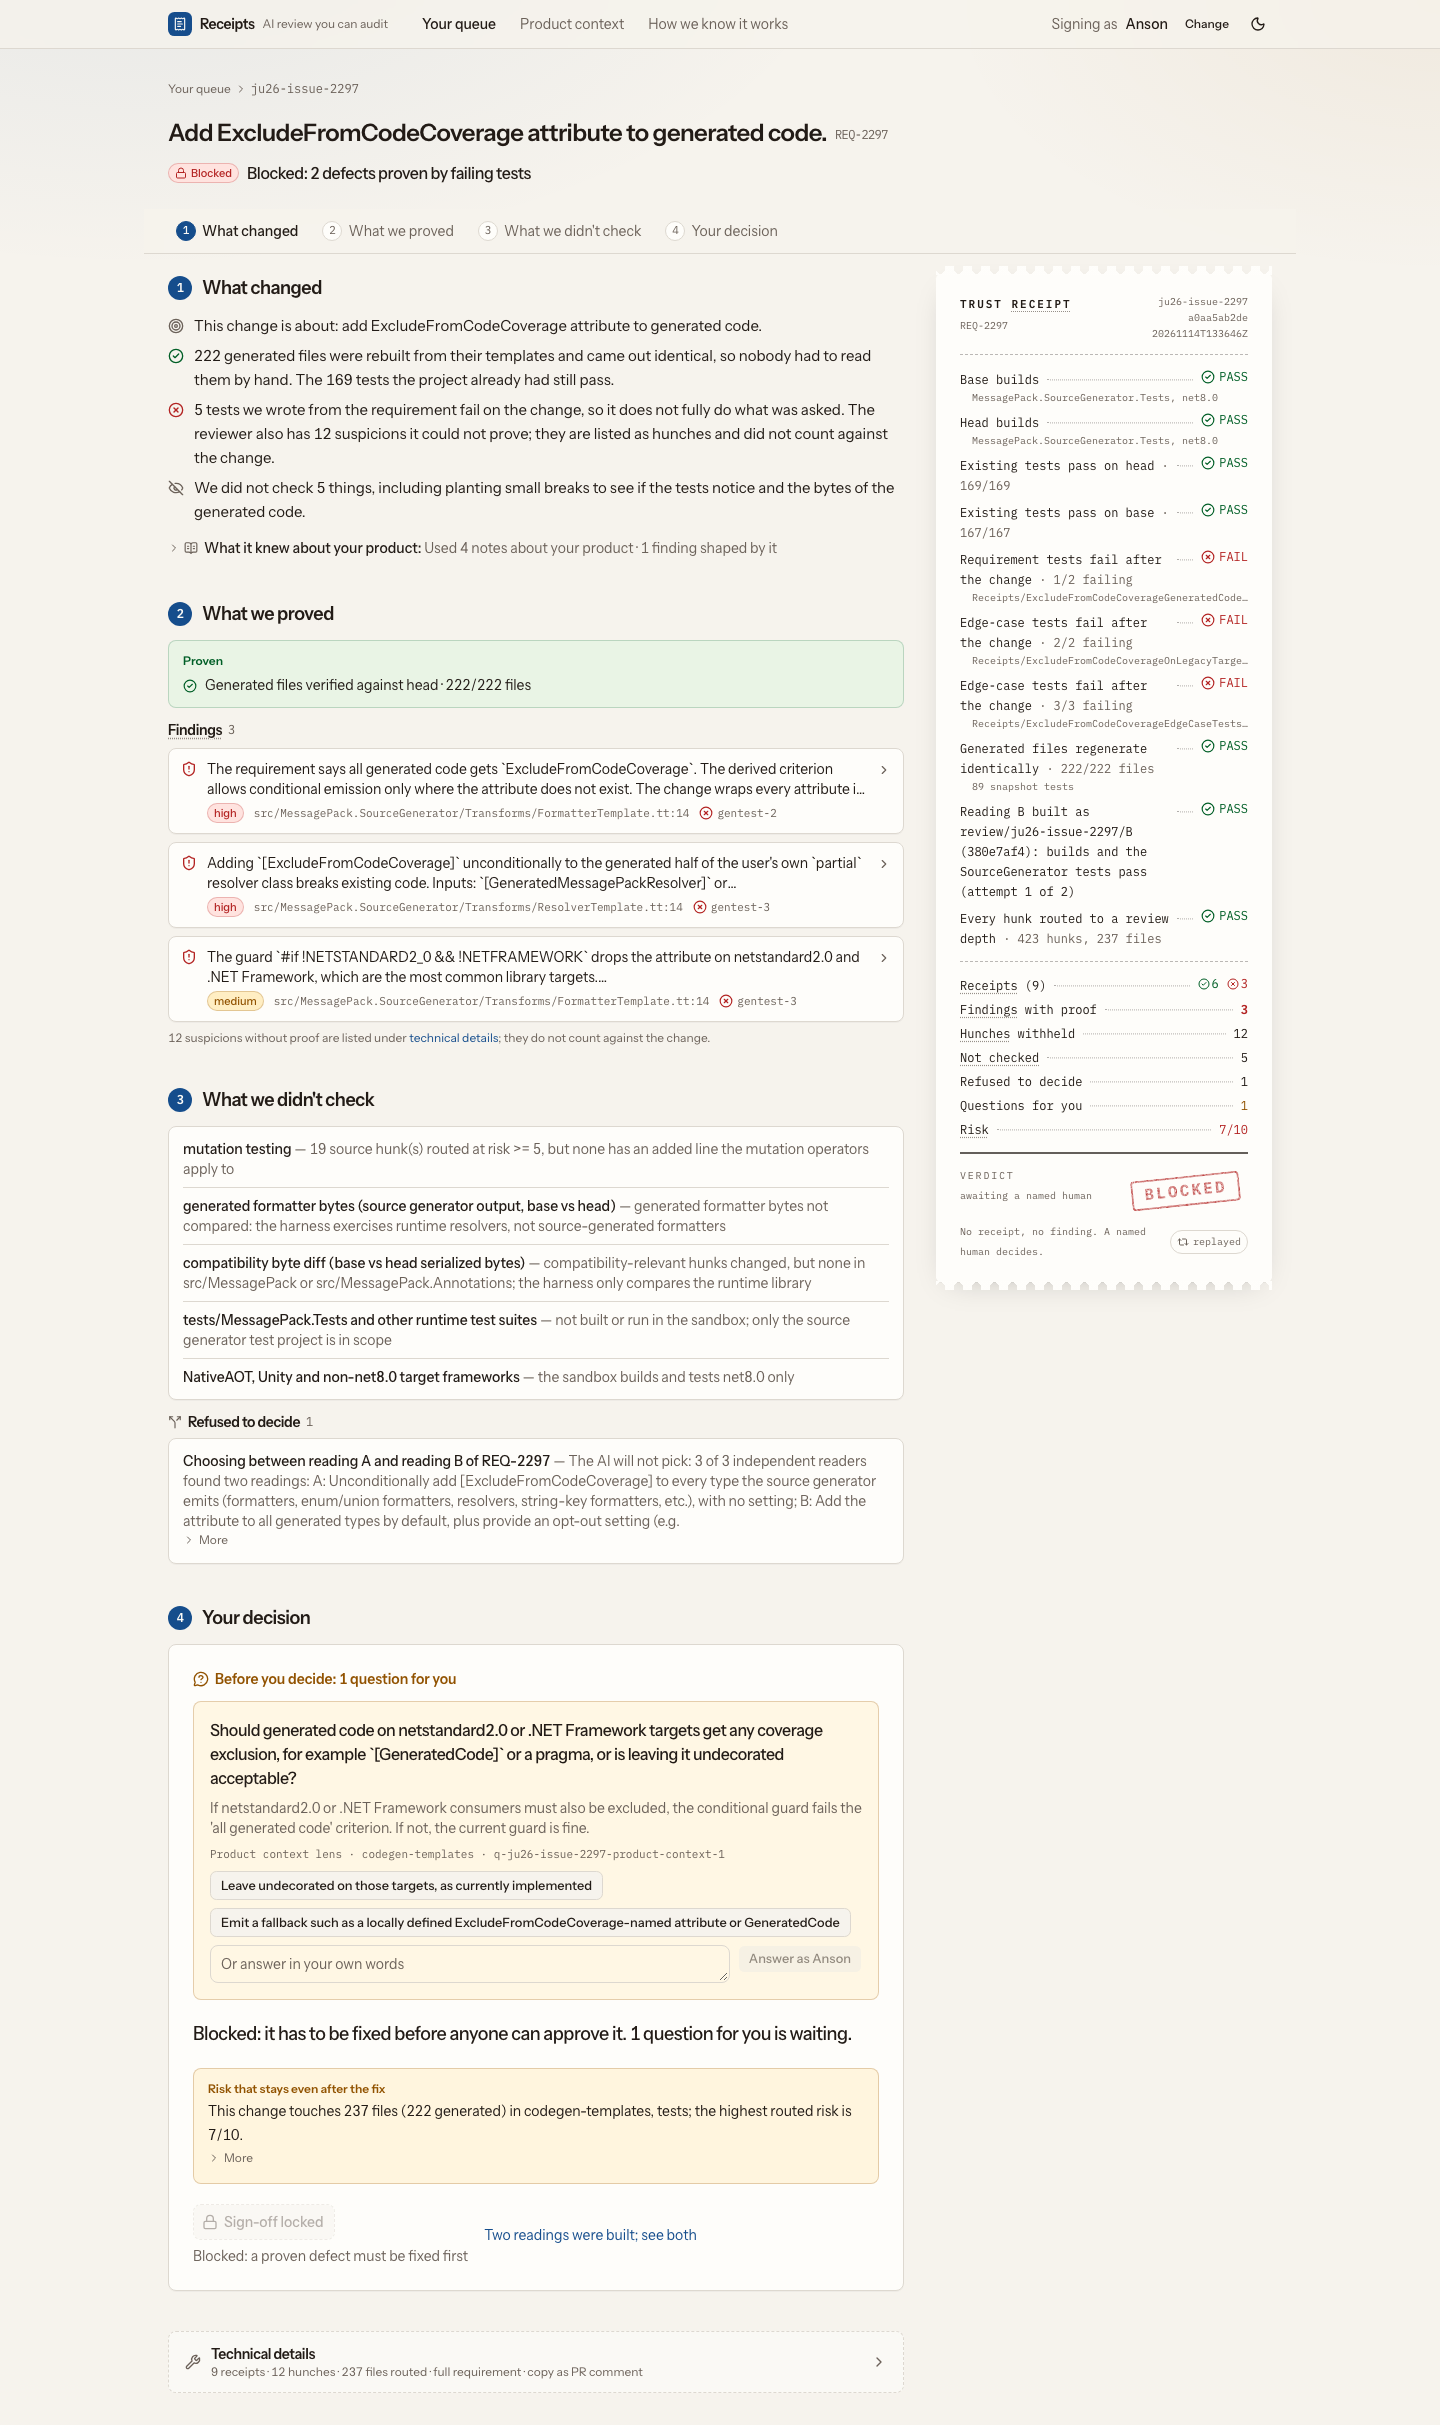 Receipts AI review you can audit Your queue Product context How we know it works Signing as Anson Change
Your queue > ju26-issue-2297
Add ExcludeFromCodeCoverage attribute to generated code. REQ-2297
Blocked Blocked: 2 defects proven by failing tests
1 What changed 2 What we proved 3 What we didn't check 4 Your decision
1 What changed
This change is about: add ExcludeFromCodeCoverage attribute to generated code.
222 generated files were rebuilt from their templates and came out identical, so nobody had to read
them by hand. The 169 tests the project already had still pass.
5 tests we wrote from the requirement fail on the change, so it does not fully do what was asked. The
reviewer also has 12 suspicions it could not prove; they are listed as hunches and did not count against
the change.
We did not check 5 things, including planting small breaks to see if the tests notice and the bytes of the
generated code.
What it knew about your product: Used 4 notes about your product · 1 finding shaped by it
2 What we proved
Proven
Generated files verified against head · 222/222 files
Findings 3
The requirement says all generated code gets `ExcludeFromCodeCoverage`. The derived criterion
allows conditional emission only where the attribute does not exist. The change wraps every attribute i…
high src/MessagePack.SourceGenerator/Transforms/FormatterTemplate.tt:14 gentest-2
Adding `[ExcludeFromCodeCoverage]` unconditionally to the generated half of the user's own `partial`
resolver class breaks existing code. Inputs: `[GeneratedMessagePackResolver]` or…
high src/MessagePack.SourceGenerator/Transforms/ResolverTemplate.tt:14 gentest-3
The guard `#if !NETSTANDARD2_0 && !NETFRAMEWORK` drops the attribute on netstandard2.0 and
.NET Framework, which are the most common library targets.…
medium src/MessagePack.SourceGenerator/Transforms/FormatterTemplate.tt:14 gentest-3
12 suspicions without proof are listed under technical details; they do not count against the change.
3 What we didn't check
mutation testing — 19 source hunk(s) routed at risk >= 5, but none has an added line the mutation operators
apply to
generated formatter bytes (source generator output, base vs head) — generated formatter bytes not
compared: the harness exercises runtime resolvers, not source-generated formatters
compatibility byte diff (base vs head serialized bytes) — compatibility-relevant hunks changed, but none in
src/MessagePack or src/MessagePack.Annotations; the harness only compares the runtime library
tests/MessagePack.Tests and other runtime test suites — not built or run in the sandbox; only the source
generator test project is in scope
NativeAOT, Unity and non-net8.0 target frameworks — the sandbox builds and tests net8.0 only
Refused to decide 1
Choosing between reading A and reading B of REQ-2297 — The AI will not pick: 3 of 3 independent readers
found two readings: A: Unconditionally add [ExcludeFromCodeCoverage] to every type the source generator
emits (formatters, enum/union formatters, resolvers, string-key formatters, etc.), with no setting; B: Add the
attribute to all generated types by default, plus provide an opt-out setting (e.g.
More
4 Your decision
Before you decide: 1 question for you
Should generated code on netstandard2.0 or .NET Framework targets get any coverage
exclusion, for example `[GeneratedCode]` or a pragma, or is leaving it undecorated
acceptable?
If netstandard2.0 or .NET Framework consumers must also be excluded, the conditional guard fails the
'all generated code' criterion. If not, the current guard is fine.
Product context lens · codegen-templates · q-ju26-issue-2297-product-context-1
Leave undecorated on those targets, as currently implemented
Emit a fallback such as a locally defined ExcludeFromCodeCoverage-named attribute or GeneratedCode
Or answer in your own words Answer as Anson
Blocked: it has to be fixed before anyone can approve it. 1 question for you is waiting.
Risk that stays even after the fix
This change touches 237 files (222 generated) in codegen-templates, tests; the highest routed risk is
7/10.
More
Sign-off locked
Two readings were built; see both
Blocked: a proven defect must be fixed first
Technical details
9 receipts · 12 hunches · 237 files routed · full requirement · copy as PR comment
TRUST RECEIPT ju26-issue-2297
REQ-2297 a0aa5ab2de
20261114T133646Z
Base builds PASS
MessagePack.SourceGenerator.Tests, net8.0
Head builds PASS
MessagePack.SourceGenerator.Tests, net8.0
Existing tests pass on head · PASS
169/169
Existing tests pass on base · PASS
167/167
Requirement tests fail after FAIL
the change · 1/2 failing
Receipts/ExcludeFromCodeCoverageGeneratedCode…
Edge-case tests fail after FAIL
the change · 2/2 failing
Receipts/ExcludeFromCodeCoverageOnLegacyTarge…
Edge-case tests fail after FAIL
the change · 3/3 failing
Receipts/ExcludeFromCodeCoverageEdgeCaseTests…
Generated files regenerate PASS
identically · 222/222 files
89 snapshot tests
Reading B built as PASS
review/ju26-issue-2297/B
(380e7af4): builds and the
SourceGenerator tests pass
(attempt 1 of 2)
Every hunk routed to a review PASS
depth · 423 hunks, 237 files
Receipts (9) 6 3
Findings with proof 3
Hunches withheld 12
Not checked 5
Refused to decide 1
Questions for you 1
Risk 7/10
VERDICT
awaiting a named human BLOCKED
No receipt, no finding. A named
human decides. replayed